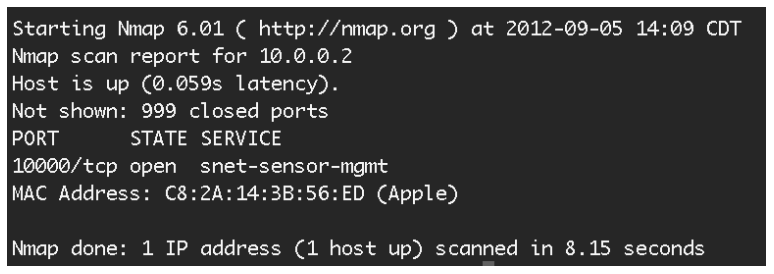 Starting Nmap 6.01 ( http://nmap.org ) at 2012-09-05 14:09 CDT
Nmap scan report for 10.0.0.2
Host is up (0.059s latency).
Not shown: 999 closed ports
PORT      STATE SERVICE
10000/tcp open  snet-sensor-mgmt
MAC Address: C8:2A:14:3B:56:ED (Apple)

Nmap done: 1 IP address (1 host up) scanned in 8.15 seconds